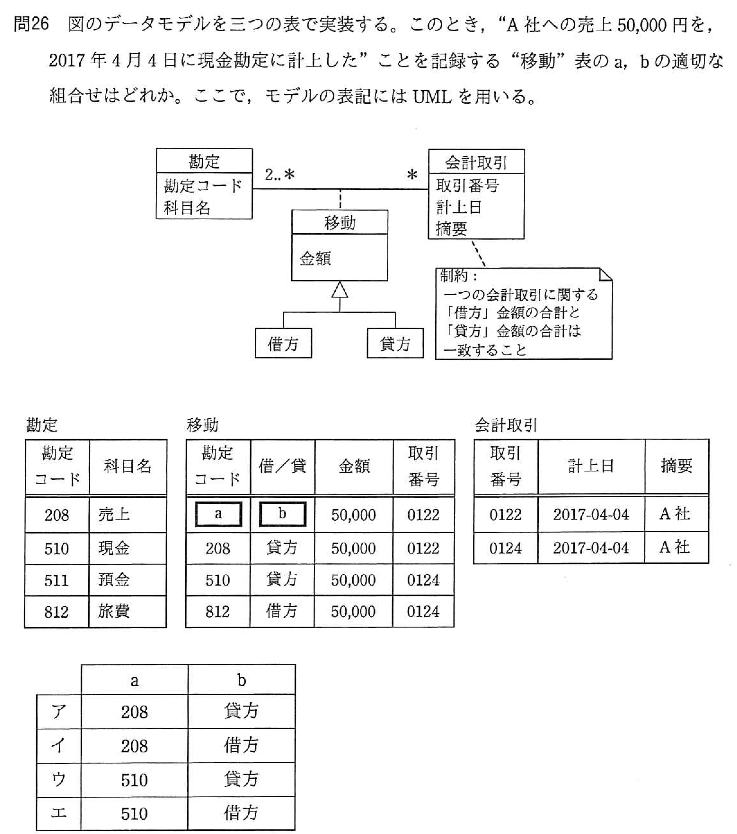 問26 図のデータモデルを三つの表で実装する。このとき，“A 社への売上 50,000 円を，
2017 年 4 月 4 日に現金勘定に計上した” ことを記録する “移動” 表の a，b の適切な
組合せはどれか。ここで，モデルの表記には UML を用いる。
勘定
勘定コード
科目名
2..*
*
会計取引
取引番号
計上日
摘要
移動
金額
借方
貸方
制約：
一つの会計取引に関する
「借方」金額の合計と
「貸方」金額の合計は
一致すること
勘定
勘定コード 科目名
208 売上
510 現金
511 預金
812 旅費
移動
勘定コード 借／貸 金額 取引番号
a b 50,000 0122
208 貸方 50,000 0122
510 貸方 50,000 0124
812 借方 50,000 0124
会計取引
取引番号 計上日 摘要
0122 2017-04-04 A 社
0124 2017-04-04 A 社
a b
ア 208 貸方
イ 208 借方
ウ 510 貸方
エ 510 借方